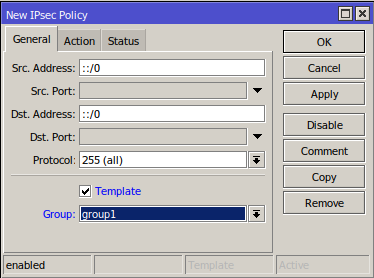 New IPsec Policy
General Action Status
Src. Address: ::/0
Src. Port:
Dst. Address: ::/0
Dst. Port:
Protocol: 255 (all)
Template
Group: group1
OK
Cancel
Apply
Disable
Comment
Copy
Remove
enabled Template Active